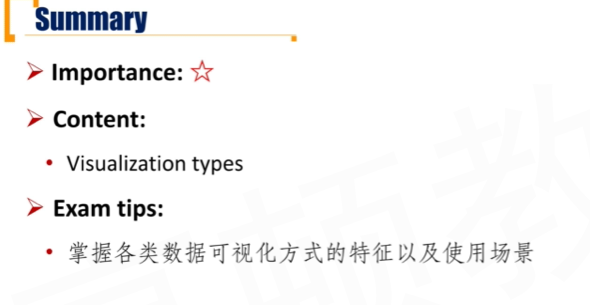 Summary
➢ Importance: ☆
➢ Content:
• Visualization types
➢ Exam tips:
• 掌握各类数据可视化方式的特征以及使用场景